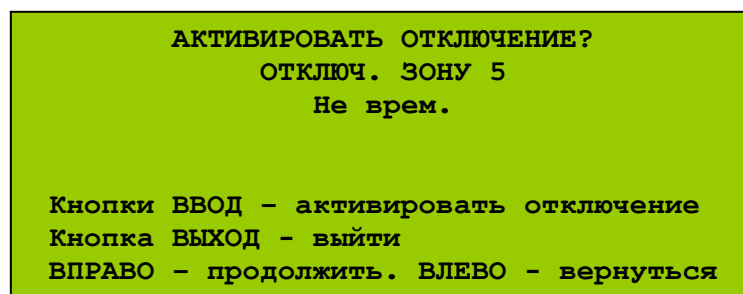 АКТИВИРОВАТЬ ОТКЛЮЧЕНИЕ?
ОТКЛЮЧ. ЗОНУ 5
Не врем.
Кнопки ВВОД – активировать отключение
Кнопка ВЫХОД - выйти
ВПРАВО – продолжить. ВЛЕВО - вернуться